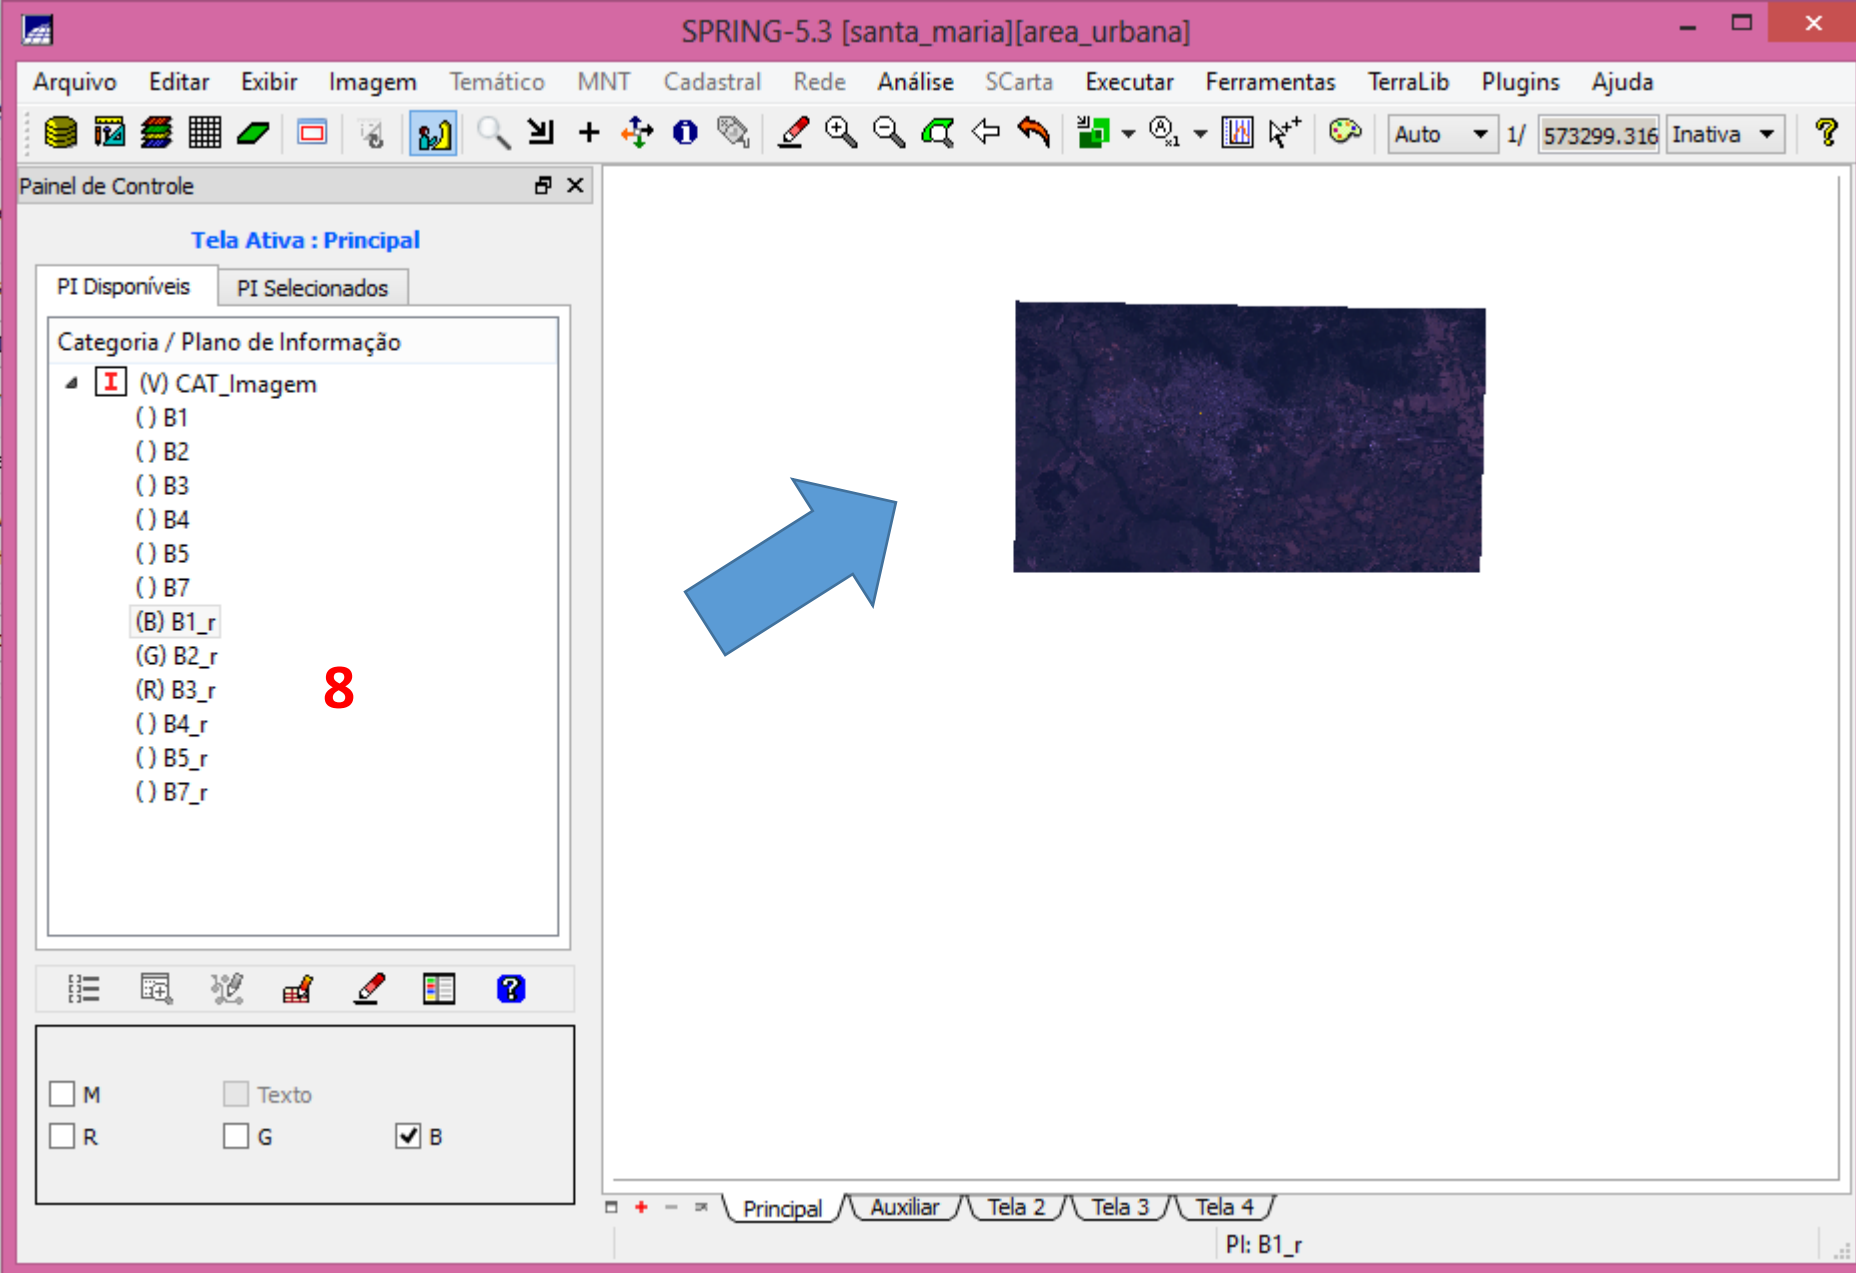 SPRING-5.3 [santa_maria][area_urbana]
Arquivo Editar Exibir Imagem Temático MNT Cadastral Rede Análise SCarta Executar Ferramentas TerraLib Plugins Ajuda
Auto 1/ 573299.316 Inativa
Painel de Controle
Tela Ativa : Principal
PI Disponíveis PI Selecionados
Categoria / Plano de Informação
(V) CAT_Imagem
( ) B1
( ) B2
( ) B3
( ) B4
( ) B5
( ) B7
(B) B1_r
(G) B2_r
(R) B3_r
8
( ) B4_r
( ) B5_r
( ) B7_r
M Texto
R G B
Principal Auxiliar Tela 2 Tela 3 Tela 4
PI: B1_r